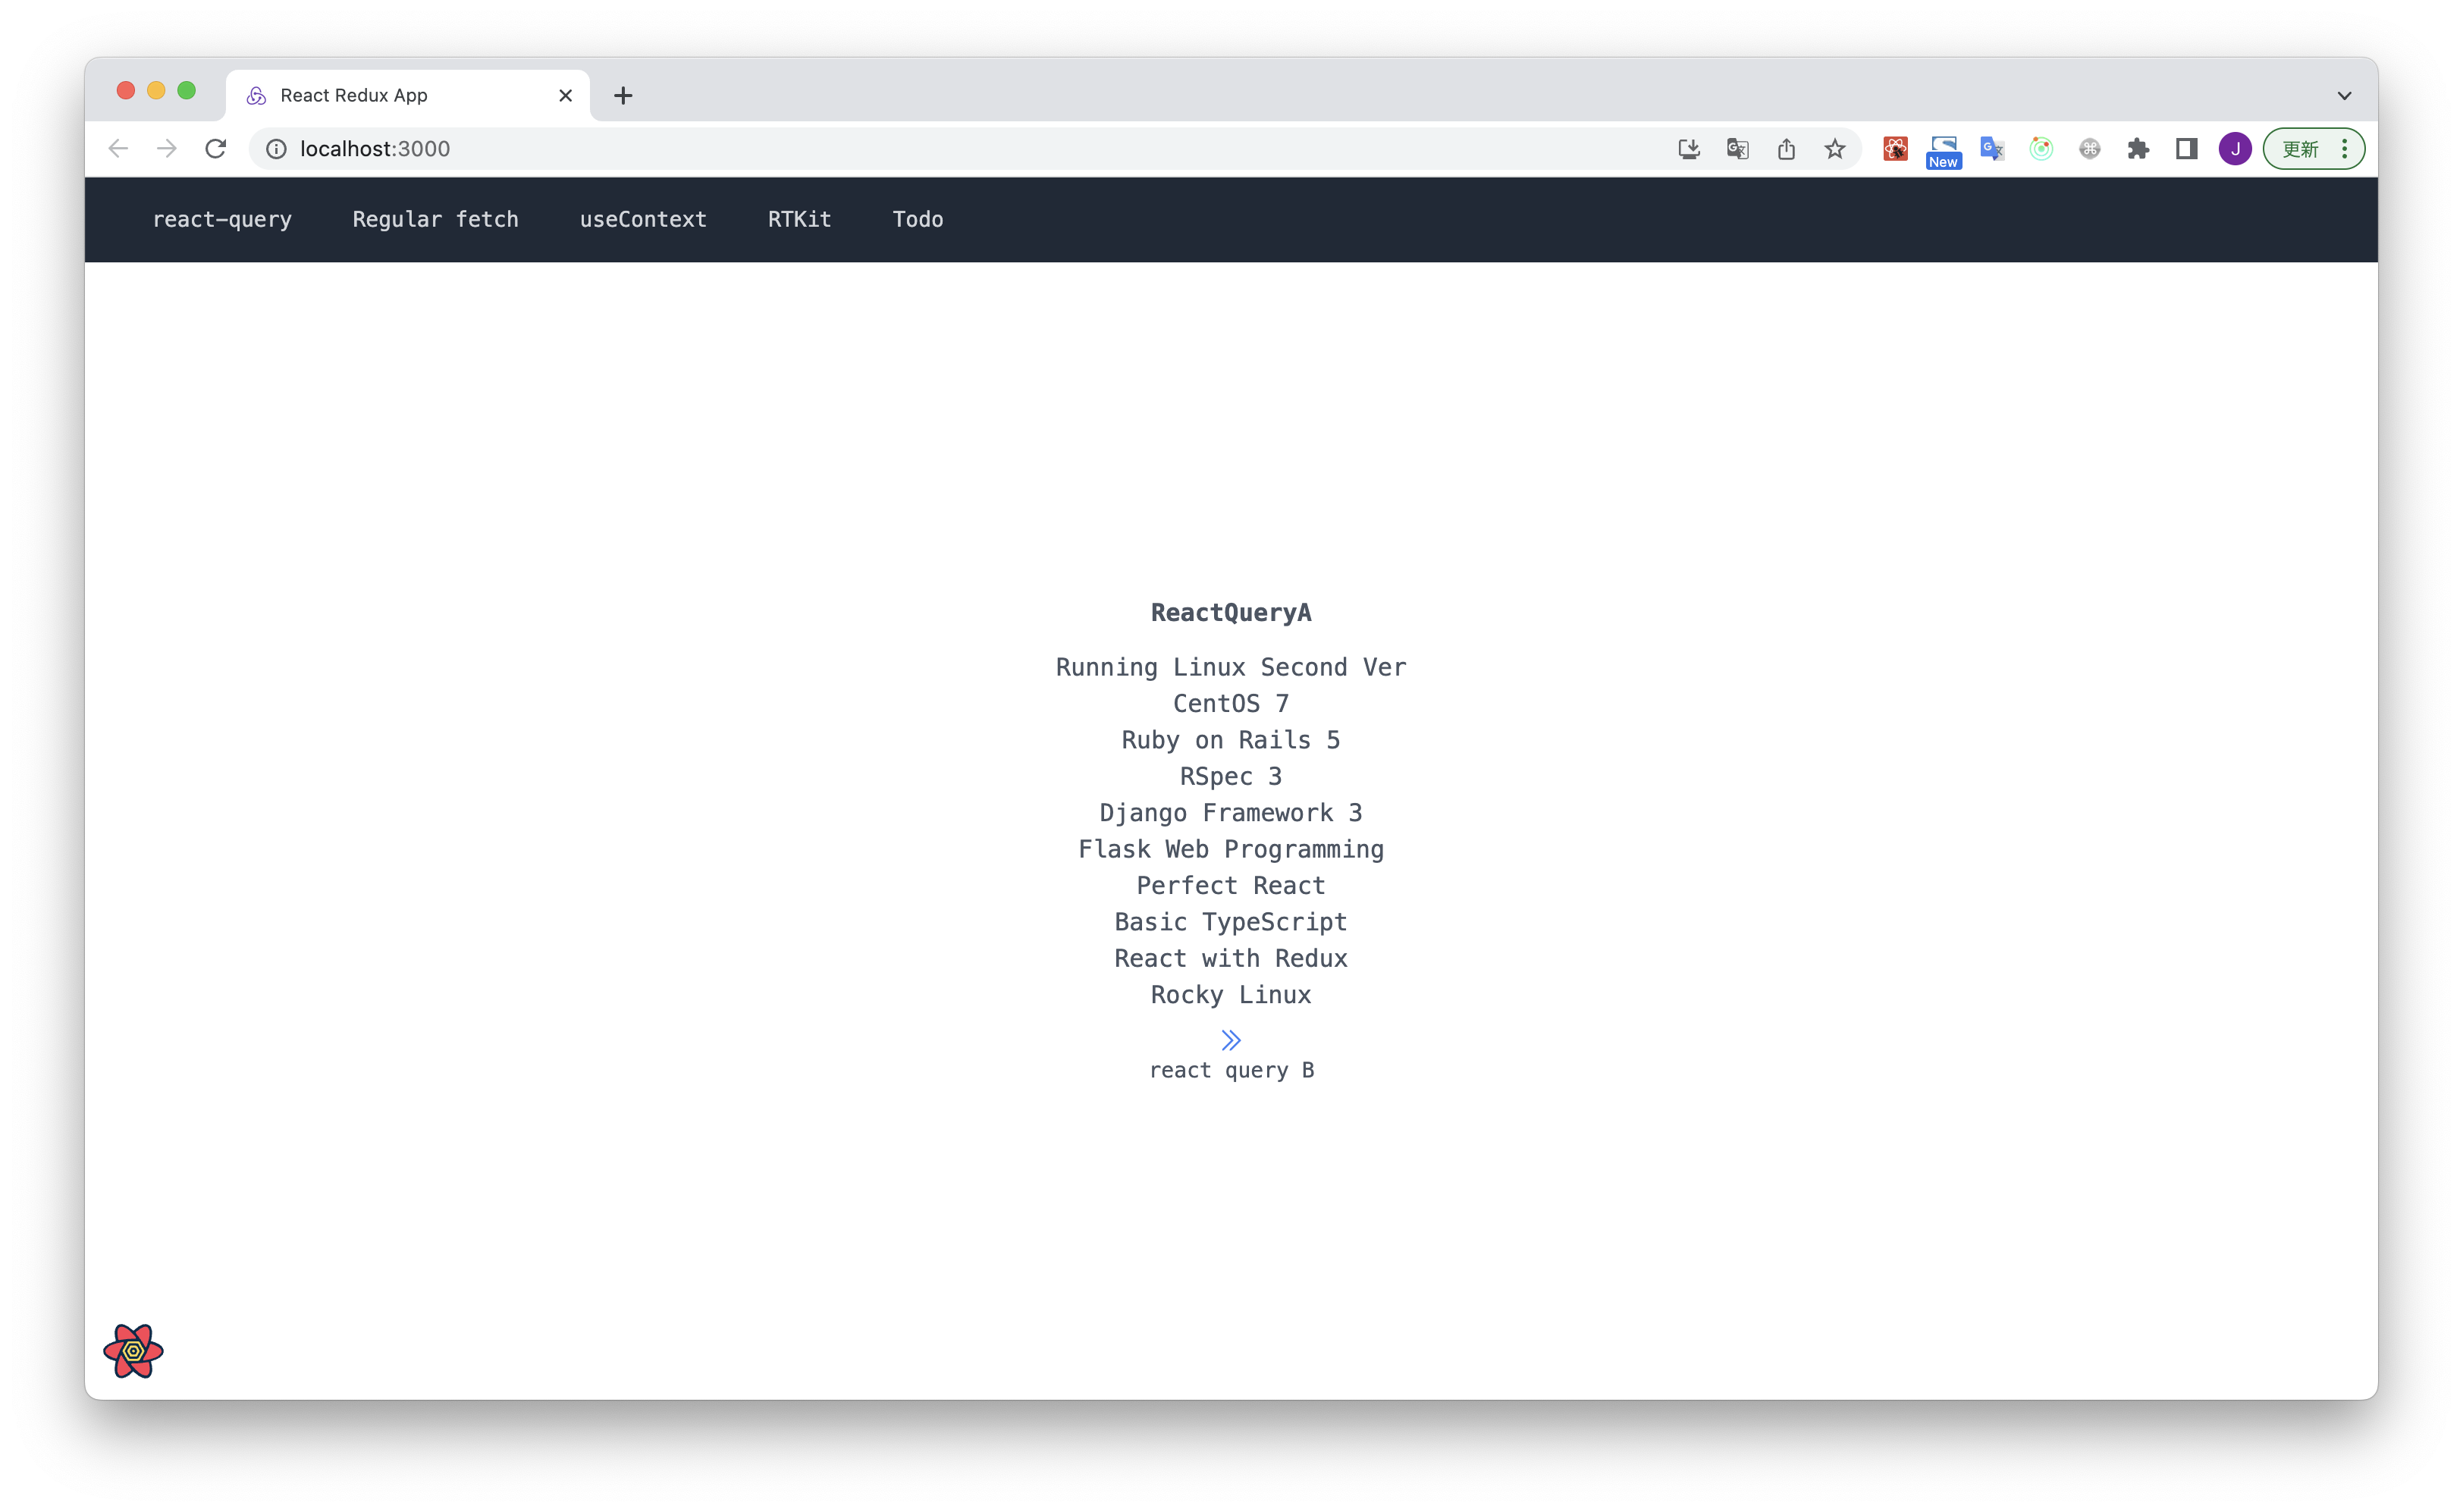 React Redux App
localhost:3000
New
J
更新
react-query Regular fetch useContext RTKit Todo
ReactQueryA
Running Linux Second Ver
CentOS 7
Ruby on Rails 5
RSpec 3
Django Framework 3
Flask Web Programming
Perfect React
Basic TypeScript
React with Redux
Rocky Linux
react query B